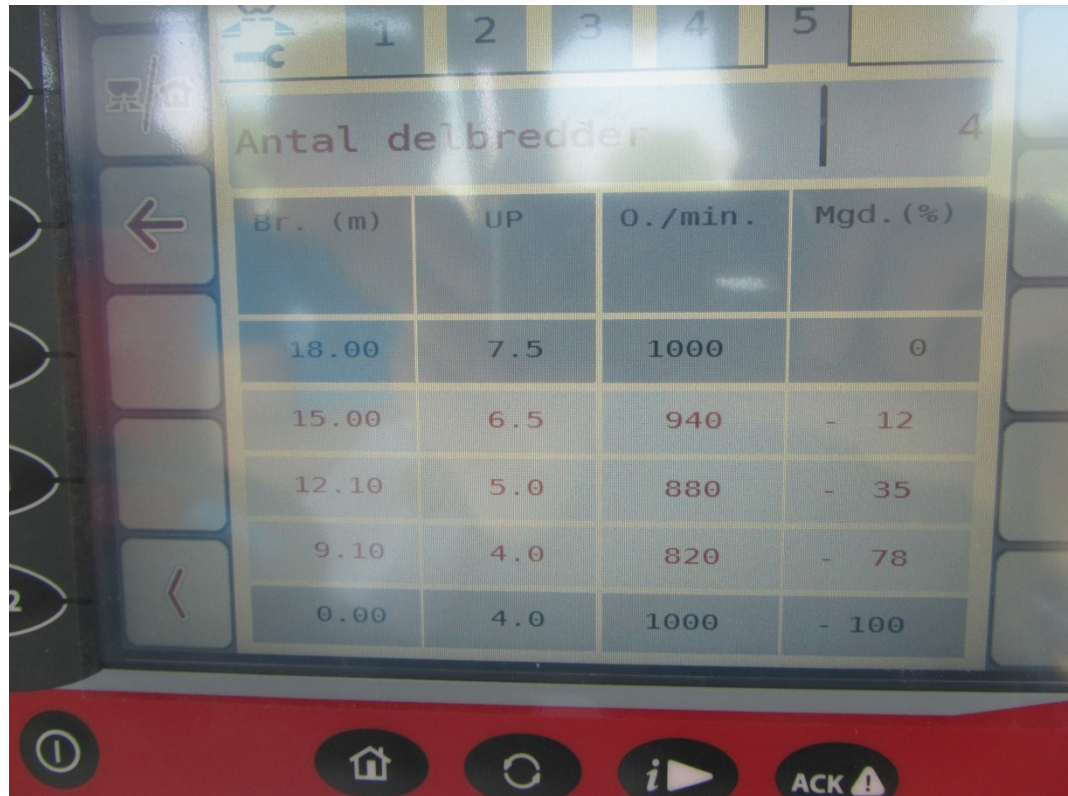 1 2 3 4 5
Antal delbredder 4
Br. (m) UP O./min. Mgd.(%)
18.00 7.5 1000 0
15.00 6.5 940 - 12
12.10 5.0 880 - 35
9.10 4.0 820 - 78
0.00 4.0 1000 - 100
2
i
ACK